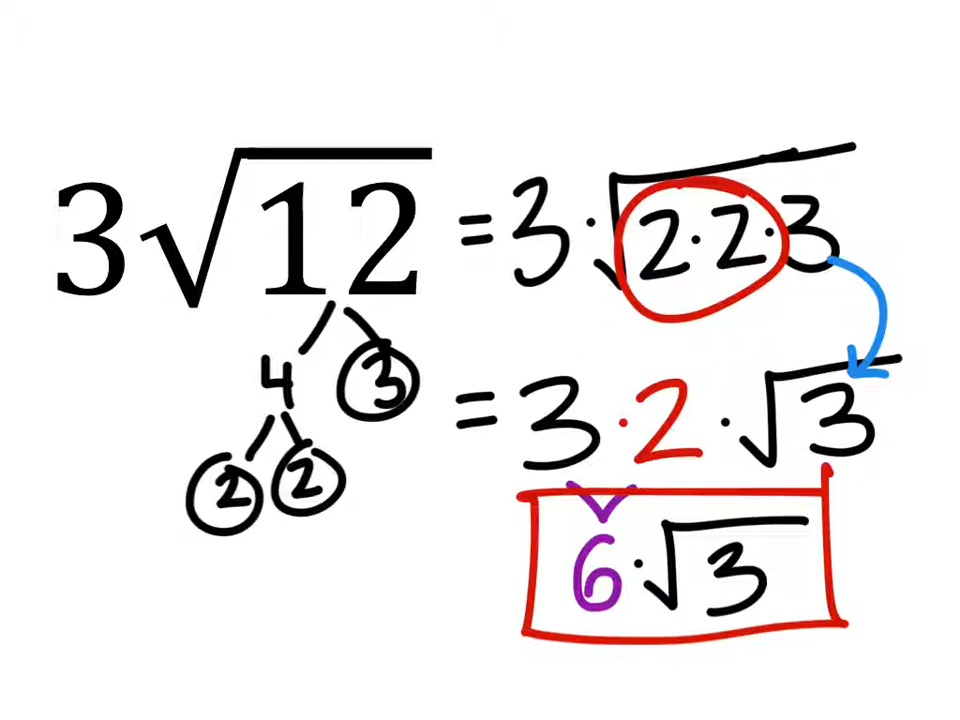 3√12 = 3·√2·2·3
4 3
2 2
= 3·2·√3
6·√3